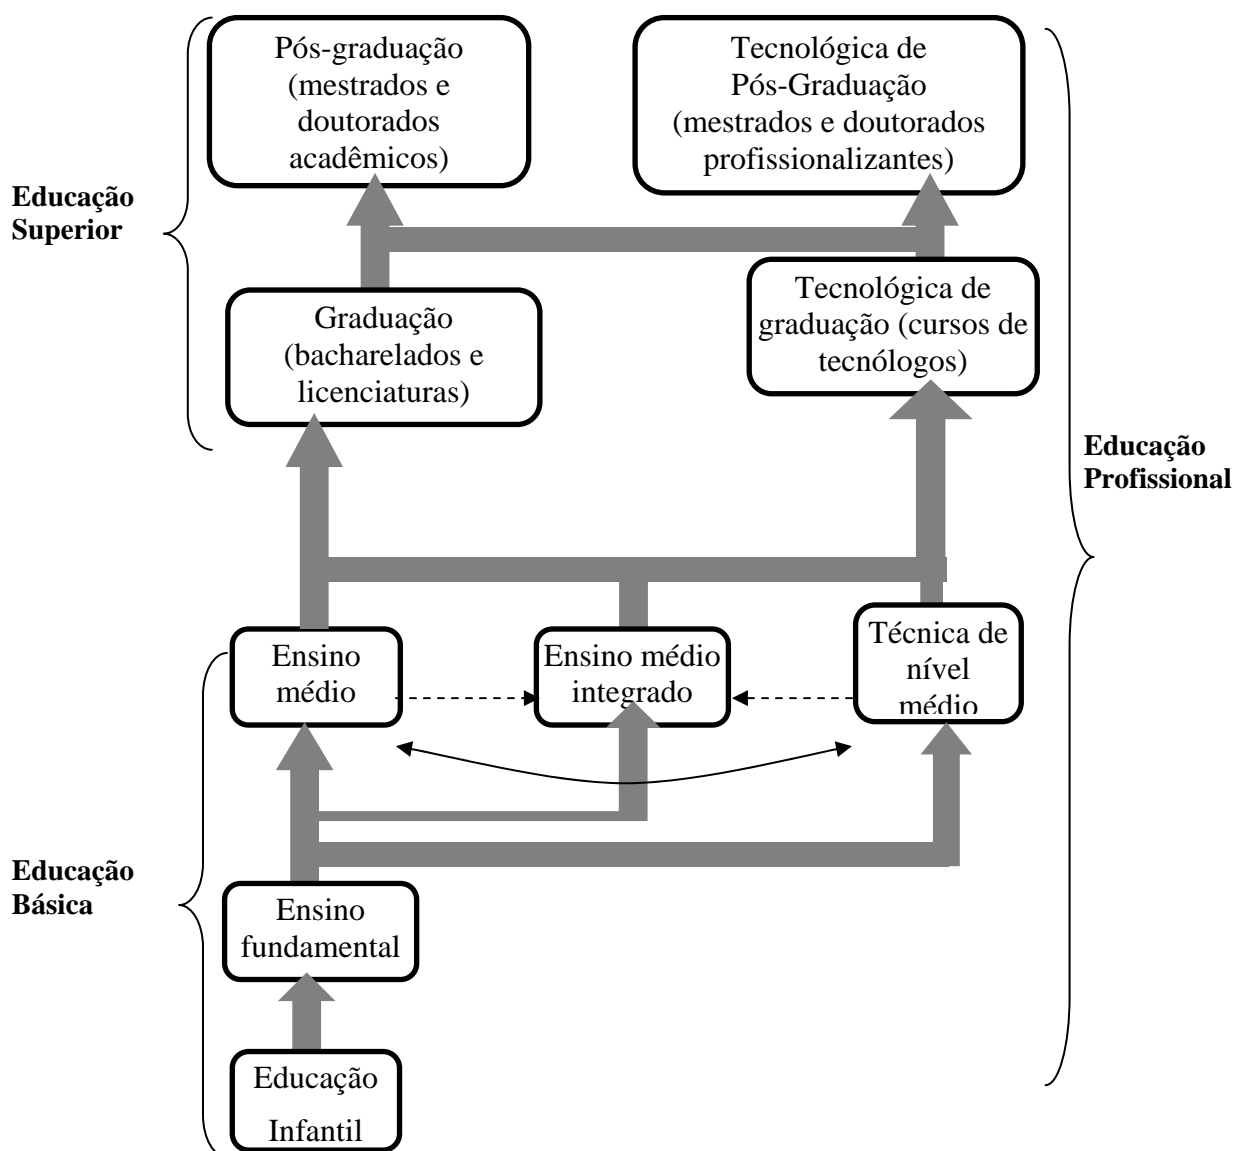 Pós-graduação
(mestrados e
doutorados
acadêmicos)
Tecnológica de
Pós-Graduação
(mestrados e doutorados
profissionalizantes)
Educação
Superior
Graduação
(bacharelados e
licenciaturas)
Tecnológica de
graduação (cursos de
tecnólogos)
Educação
Profissional
Ensino
médio
Ensino médio
integrado
Técnica de
nível
médio
Educação
Básica
Ensino
fundamental
Educação
Infantil